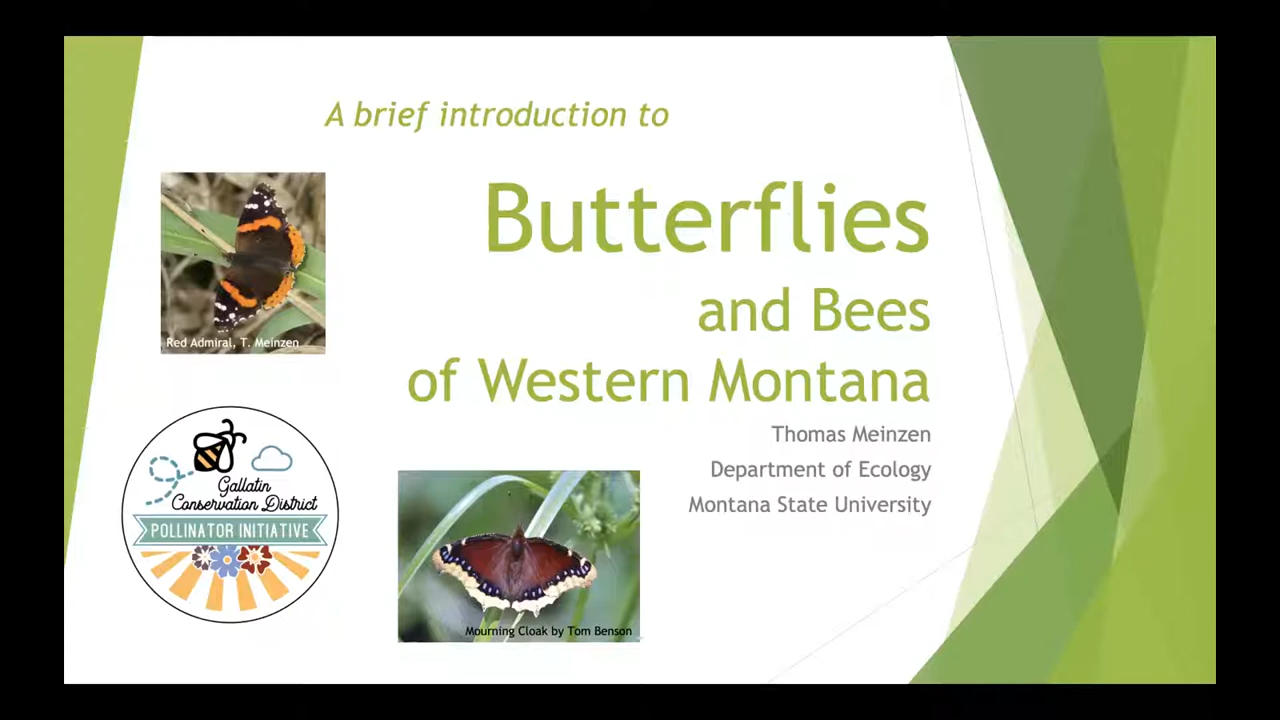 A brief introduction to
Butterflies
and Bees
of Western Montana
Thomas Meinzen
Department of Ecology
Montana State University
Red Admiral, T. Meinzen
Gallatin
Conservation District
POLLINATOR INITIATIVE
Mourning Cloak by Tom Benson